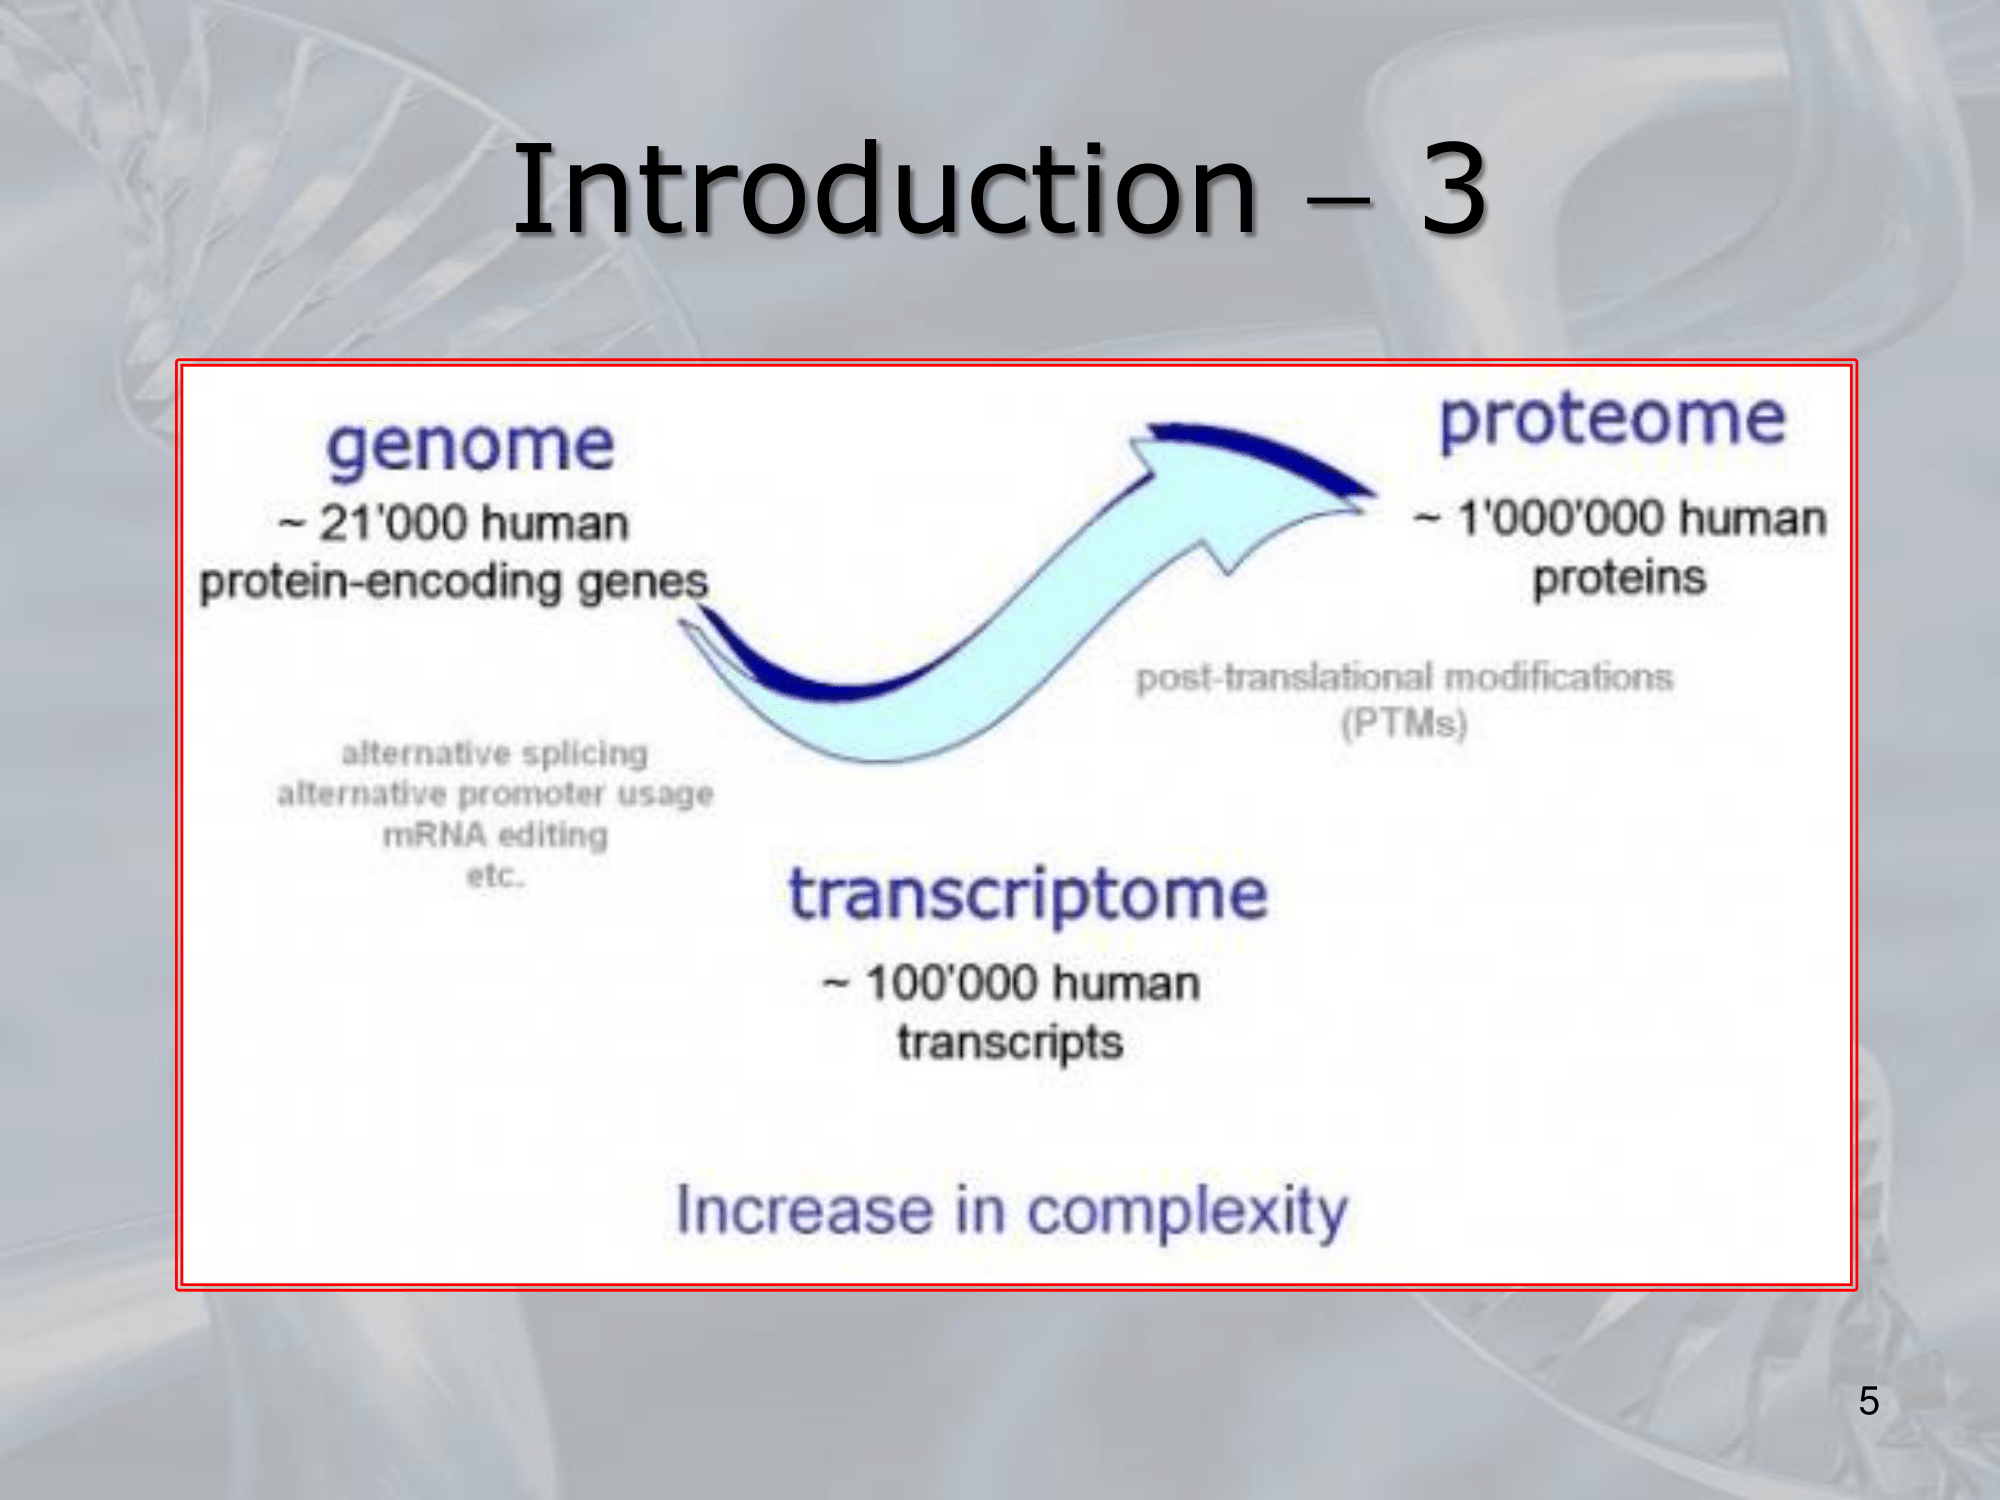 Introduction – 3
genome
~ 21'000 human
protein-encoding genes
proteome
~ 1'000'000 human
proteins
post-translational modifications
(PTMs)
alternative splicing
alternative promoter usage
mRNA editing
etc.
transcriptome
~ 100'000 human
transcripts
Increase in complexity
5